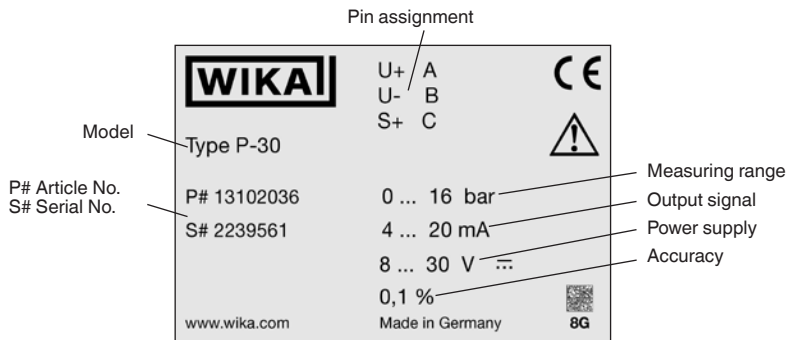 Pin assignment
WIKA
U+ A
U- B
S+ C
CE
Model
Type P-30
P# Article No.
S# Serial No.
P# 13102036
S# 2239561
0 ... 16 bar
4 ... 20 mA
8 ... 30 V
0,1 %
Measuring range
Output signal
Power supply
Accuracy
www.wika.com
Made in Germany
8G